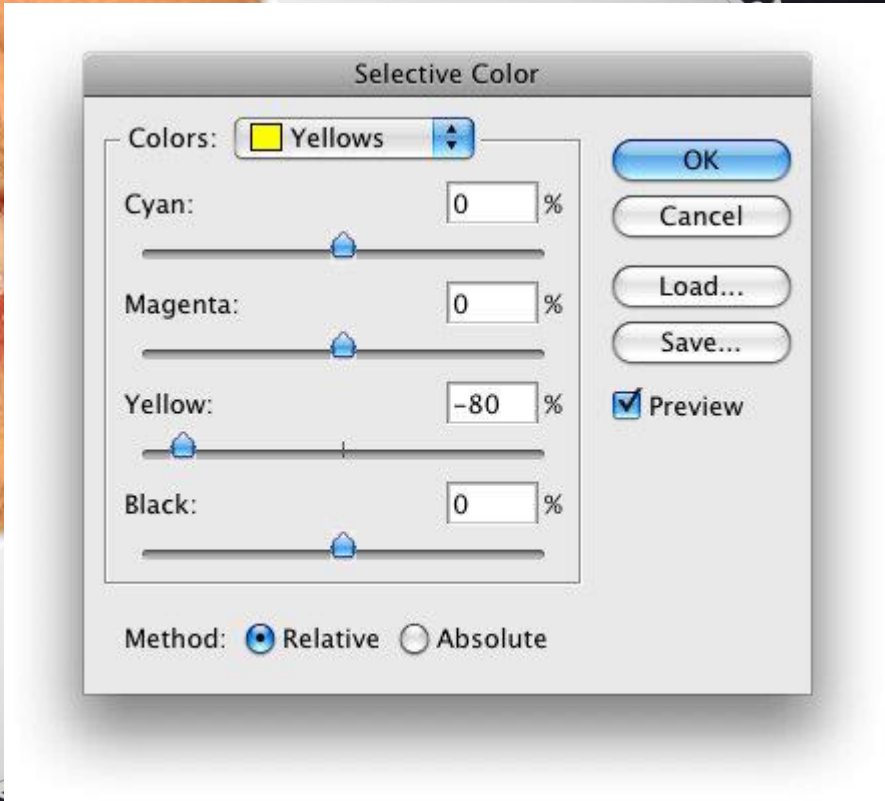 Selective Color
Colors: Yellows
Cyan: 0 %
Magenta: 0 %
Yellow: -80 %
Black: 0 %
Method: Relative Absolute
OK
Cancel
Load...
Save...
Preview